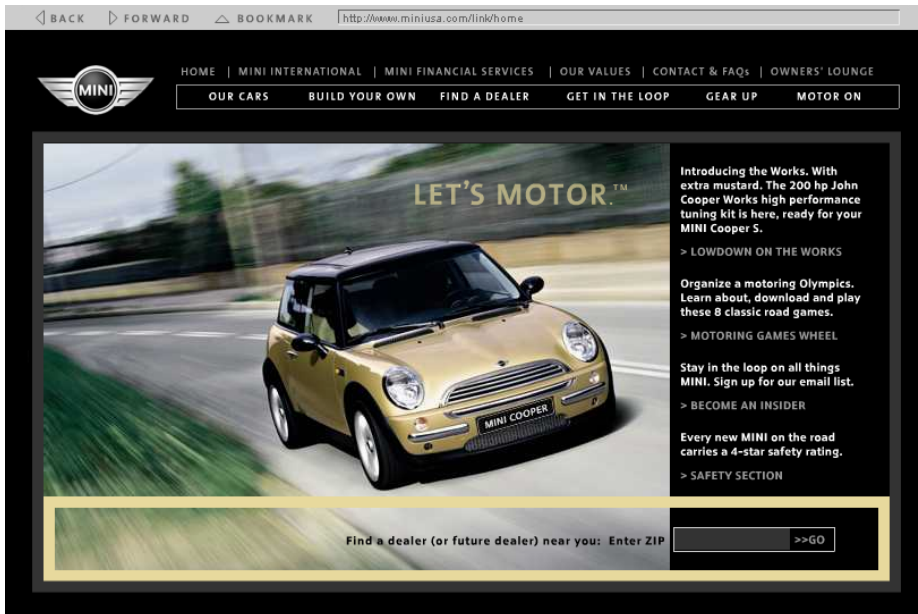 BACK FORWARD BOOKMARK http://www.miniusa.com/link/home
HOME | MINI INTERNATIONAL | MINI FINANCIAL SERVICES | OUR VALUES | CONTACT & FAQs | OWNERS' LOUNGE
MINI
OUR CARS BUILD YOUR OWN FIND A DEALER GET IN THE LOOP GEAR UP MOTOR ON
LET'S MOTOR.™
MINI COOPER
Introducing the Works. With
extra mustard. The 200 hp John
Cooper Works high performance
tuning kit is here, ready for your
MINI Cooper S.
> LOWDOWN ON THE WORKS
Organize a motoring Olympics.
Learn about, download and play
these 8 classic road games.
> MOTORING GAMES WHEEL
Stay in the loop on all things
MINI. Sign up for our email list.
> BECOME AN INSIDER
Every new MINI on the road
carries a 4-star safety rating.
> SAFETY SECTION
Find a dealer (or future dealer) near you: Enter ZIP >>GO